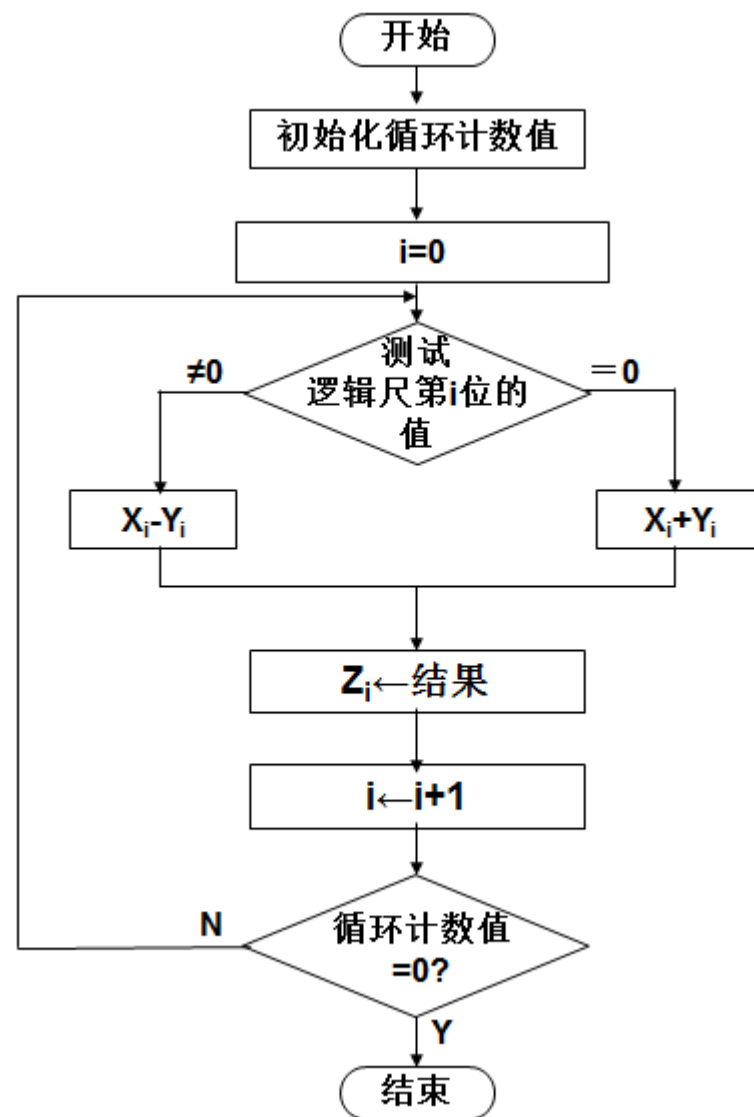 开始
初始化循环计数值
i=0
测试
逻辑尺第i位的
值
≠0
＝0
Xi-Yi
Xi+Yi
Zi←结果
i←i+1
循环计数值
=0?
N
Y
结束